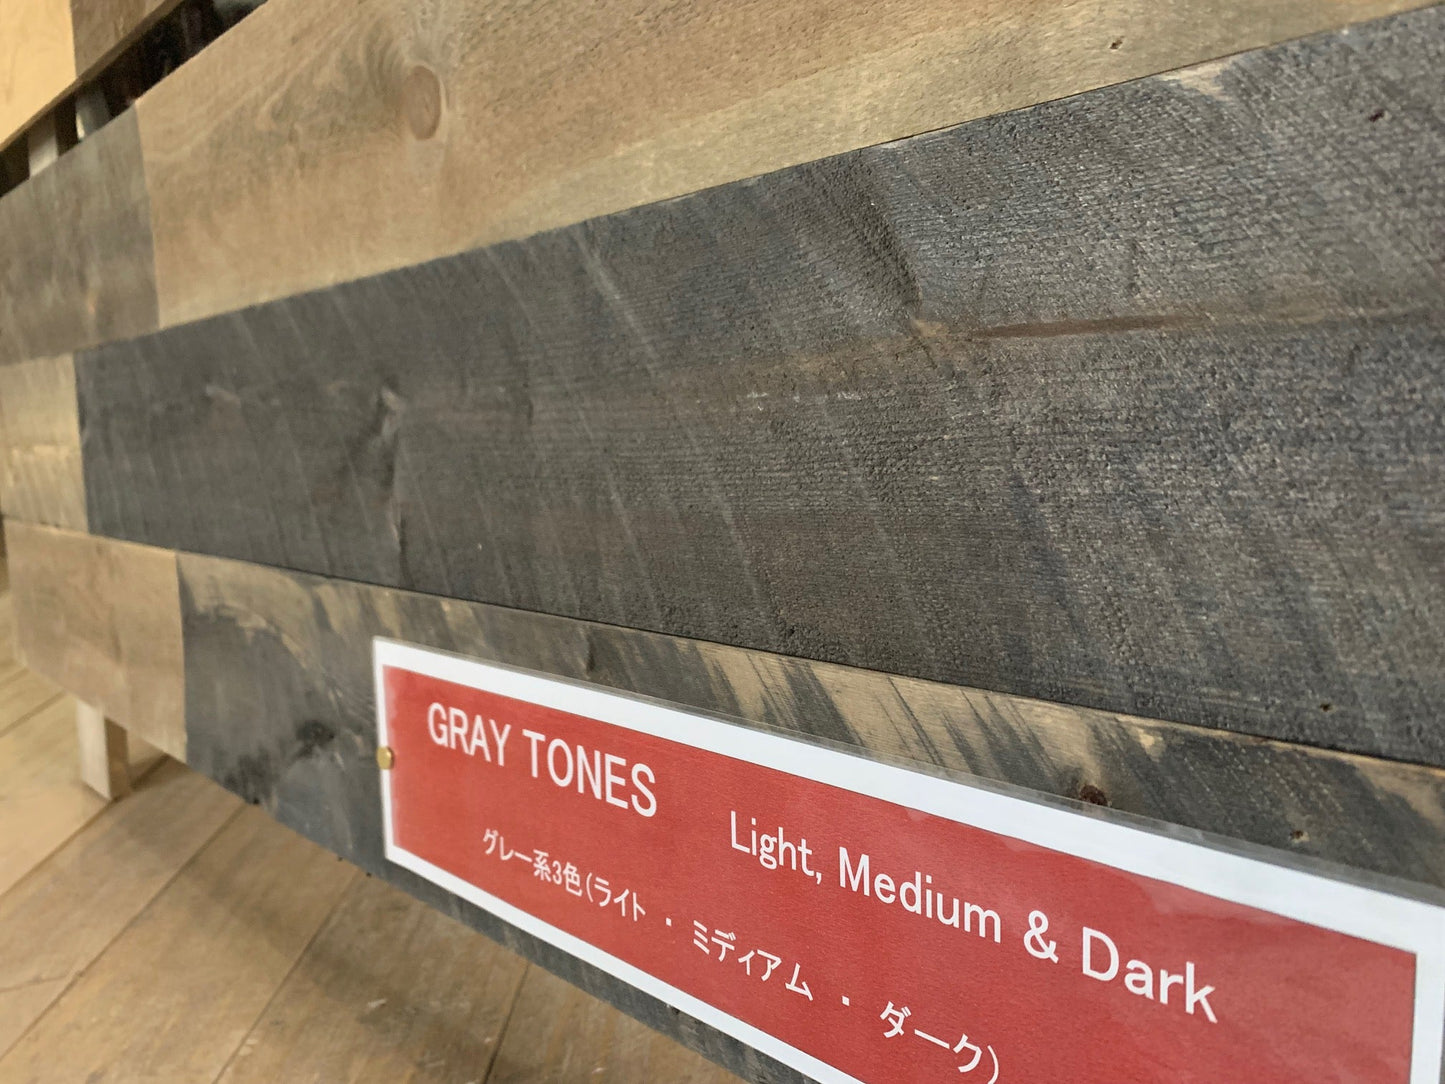 GRAY TONES Light, Medium & Dark
グレー系3色(ライト ・ ミディアム ・ ダーク)